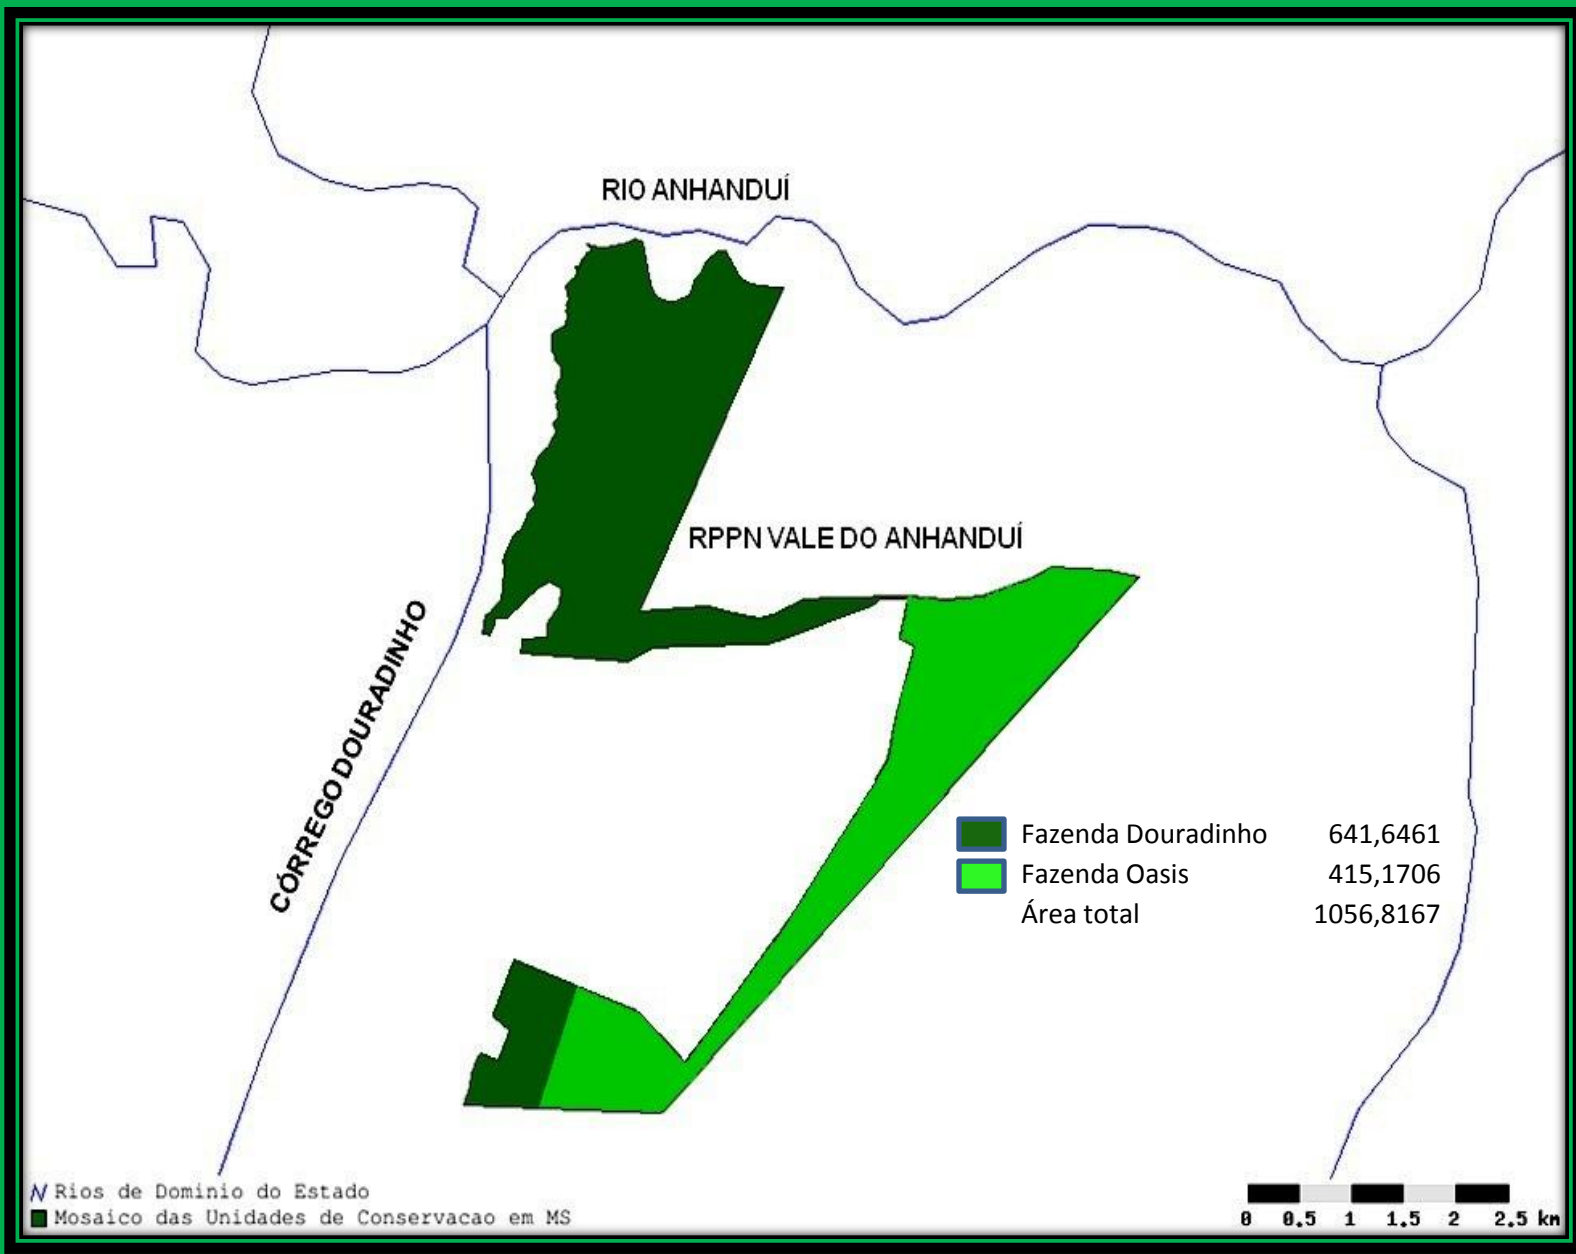 RIO ANHANDUÍ
RPPN VALE DO ANHANDUÍ
CÓRREGO DOURADINHO
Fazenda Douradinho 641,6461
Fazenda Oasis 415,1706
Área total 1056,8167
Rios de Dominio do Estado
Mosaico das Unidades de Conservacao em MS
0 0.5 1 1.5 2 2.5 km